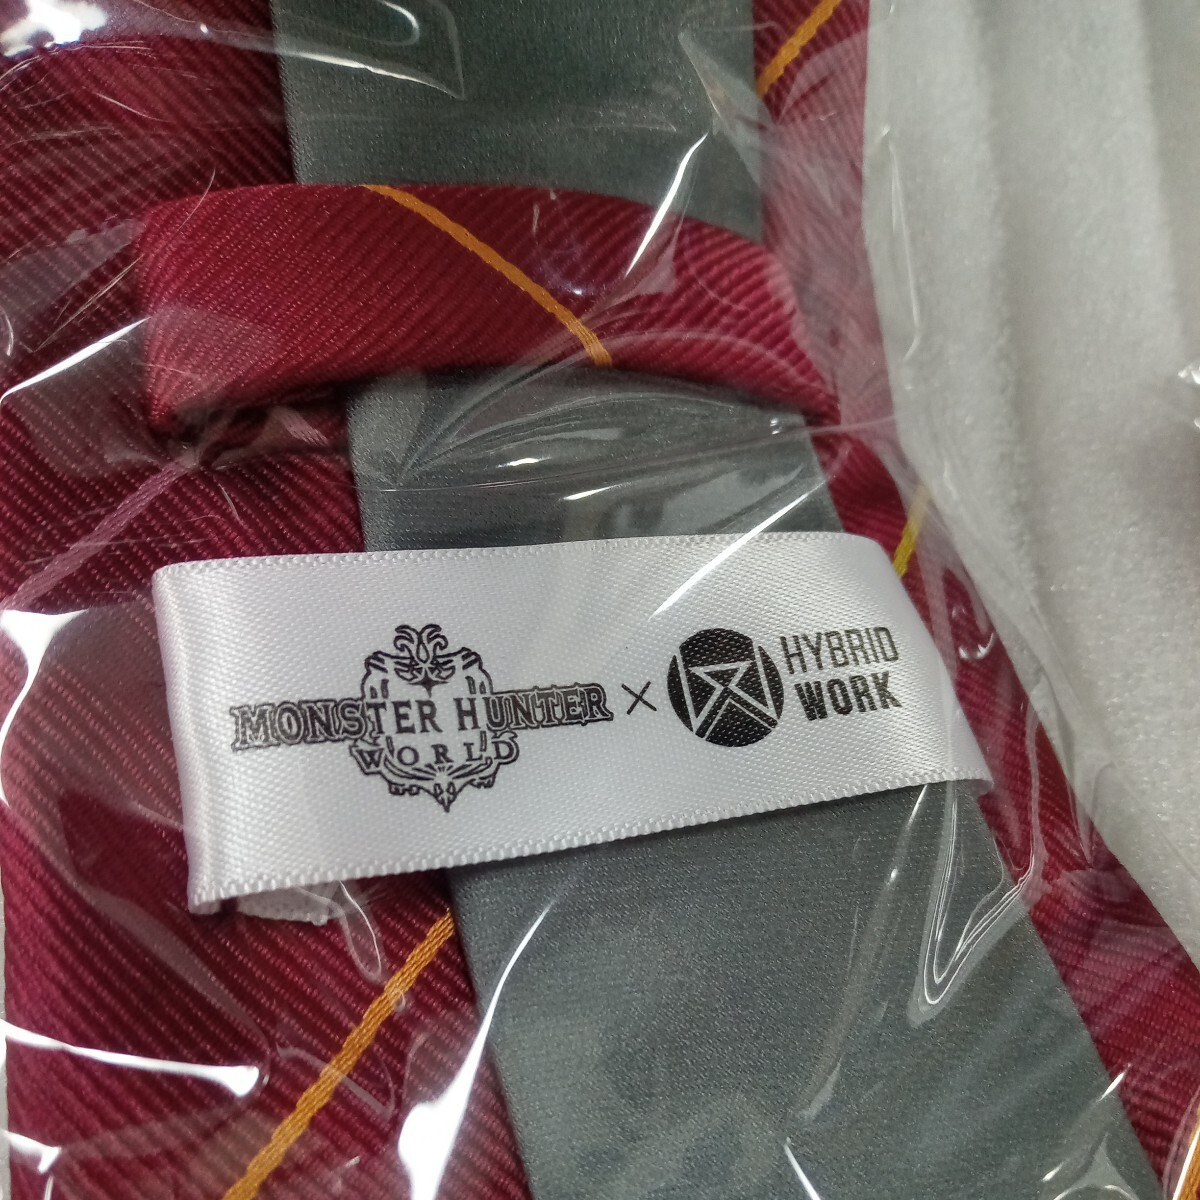 MONSTER HUNTER
WORLD
×
HYBRID
WORK